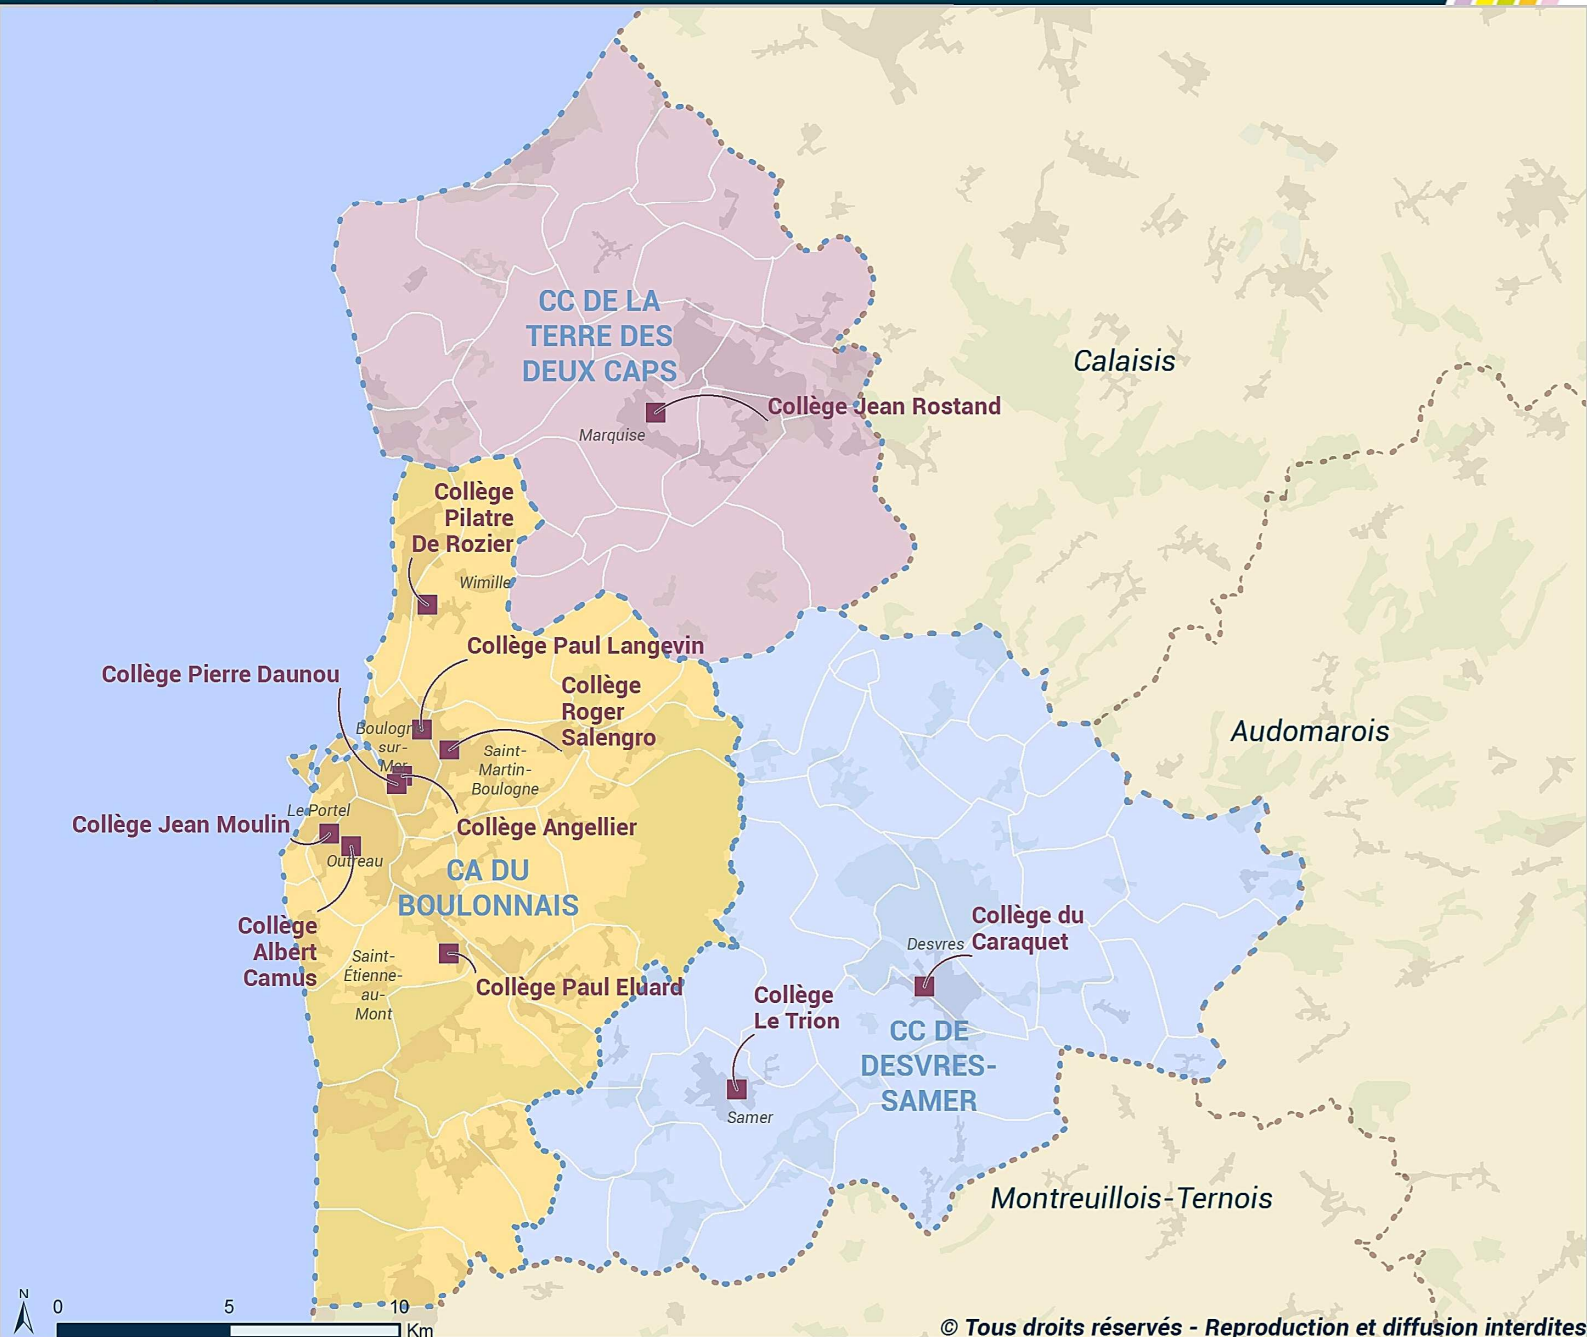 CC DE LA
TERRE DES
DEUX CAPS
Calaisis
Collège Jean Rostand
Marquise
Collège
Pilatre
De Rozier
Wimille
Collège Paul Langevin
Collège Pierre Daunou
Collège
Roger
Salengro
Audomarois
sur-
Mer
Saint-
Martin-
Boulogne
Le Portel
Collège Jean Moulin
Collège Angellier
Outreau
CA DU
BOULONNAIS
Collège
Albert
Camus
Saint-
Étienne-
au-
Mont
Collège Paul Eluard
Collège du
Caraquet
Desvres
Collège
Le Trion
CC DE
DESVRES-
SAMER
Samer
Montreuillois-Ternois
N
0 5 10
Km
© Tous droits réservés - Reproduction et diffusion interdites